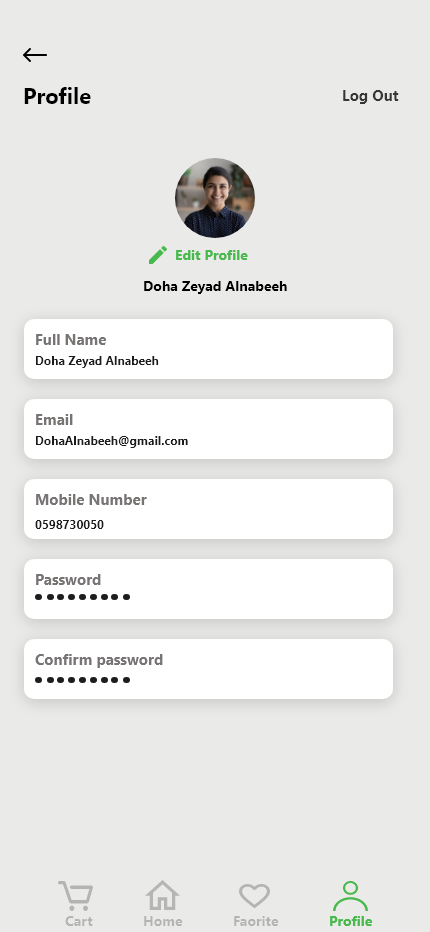 Profile
Log Out
Edit Profile
Doha Zeyad Alnabeeh
Full Name
Doha Zeyad Alnabeeh
Email
DohaAlnabeeh@gmail.com
Mobile Number
0598730050
Password
Confirm password
Cart
Home
Faorite
Profile